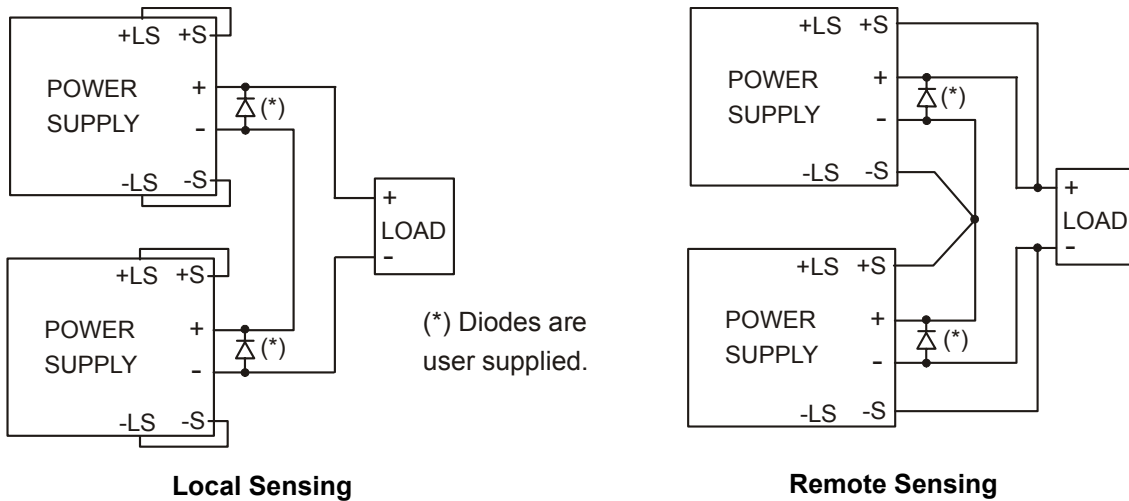 +LS +S
POWER
SUPPLY
+
-
(*)
-LS -S
+LS +S
POWER
SUPPLY
+
-
(*)
-LS -S
+
LOAD
-
(*) Diodes are
user supplied.
Local Sensing
+LS +S
POWER
SUPPLY
+
-
(*)
-LS -S
+LS +S
POWER
SUPPLY
+
-
(*)
-LS -S
+
LOAD
-
Remote Sensing